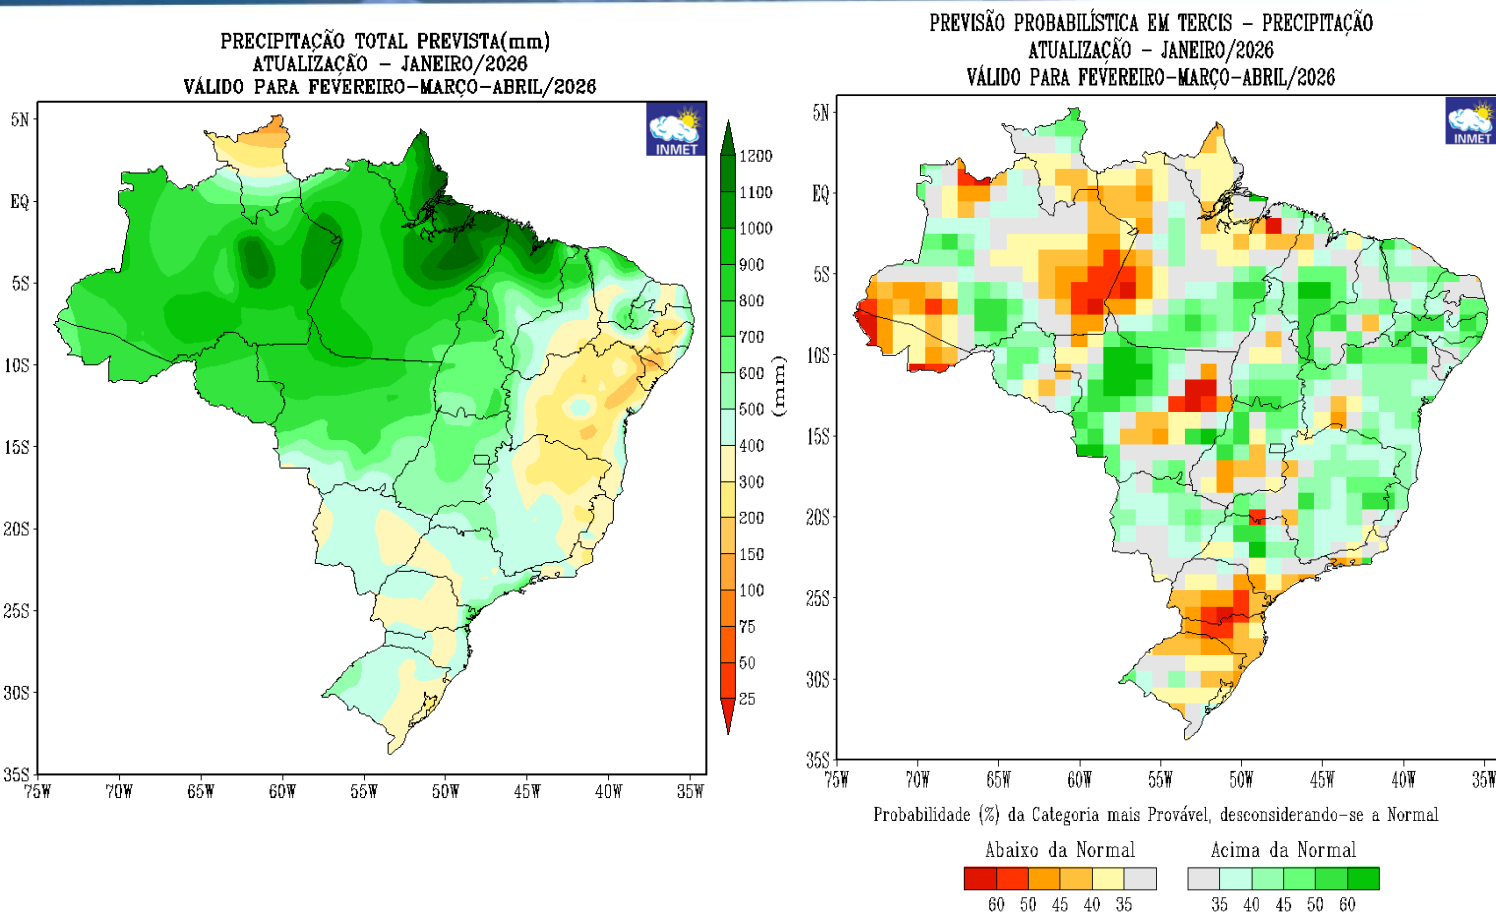 PRECIPITAÇÃO TOTAL PREVISTA(mm)
ATUALIZAÇÃO – JANEIRO/2026
VÁLIDO PARA FEVEREIRO–MARÇO–ABRIL/2026
INMET
5N
EQ
5S
10S
15S
20S
25S
30S
35S
75W
70W
65W
60W
55W
50W
45W
40W
35W
1200
1100
1000
900
800
700
600
500
400
300
200
150
100
75
50
25
(mm)
PREVISÃO PROBABILÍSTICA EM TERCIS – PRECIPITAÇÃO
ATUALIZAÇÃO – JANEIRO/2026
VÁLIDO PARA FEVEREIRO–MARÇO–ABRIL/2026
INMET
5N
EQ
5S
10S
15S
20S
25S
30S
35S
75W
70W
65W
60W
55W
50W
45W
40W
35W
Probabilidade (%) da Categoria mais Provável, desconsiderando–se a Normal
Abaixo da Normal
60 50 45 40 35
Acima da Normal
35 40 45 50 60